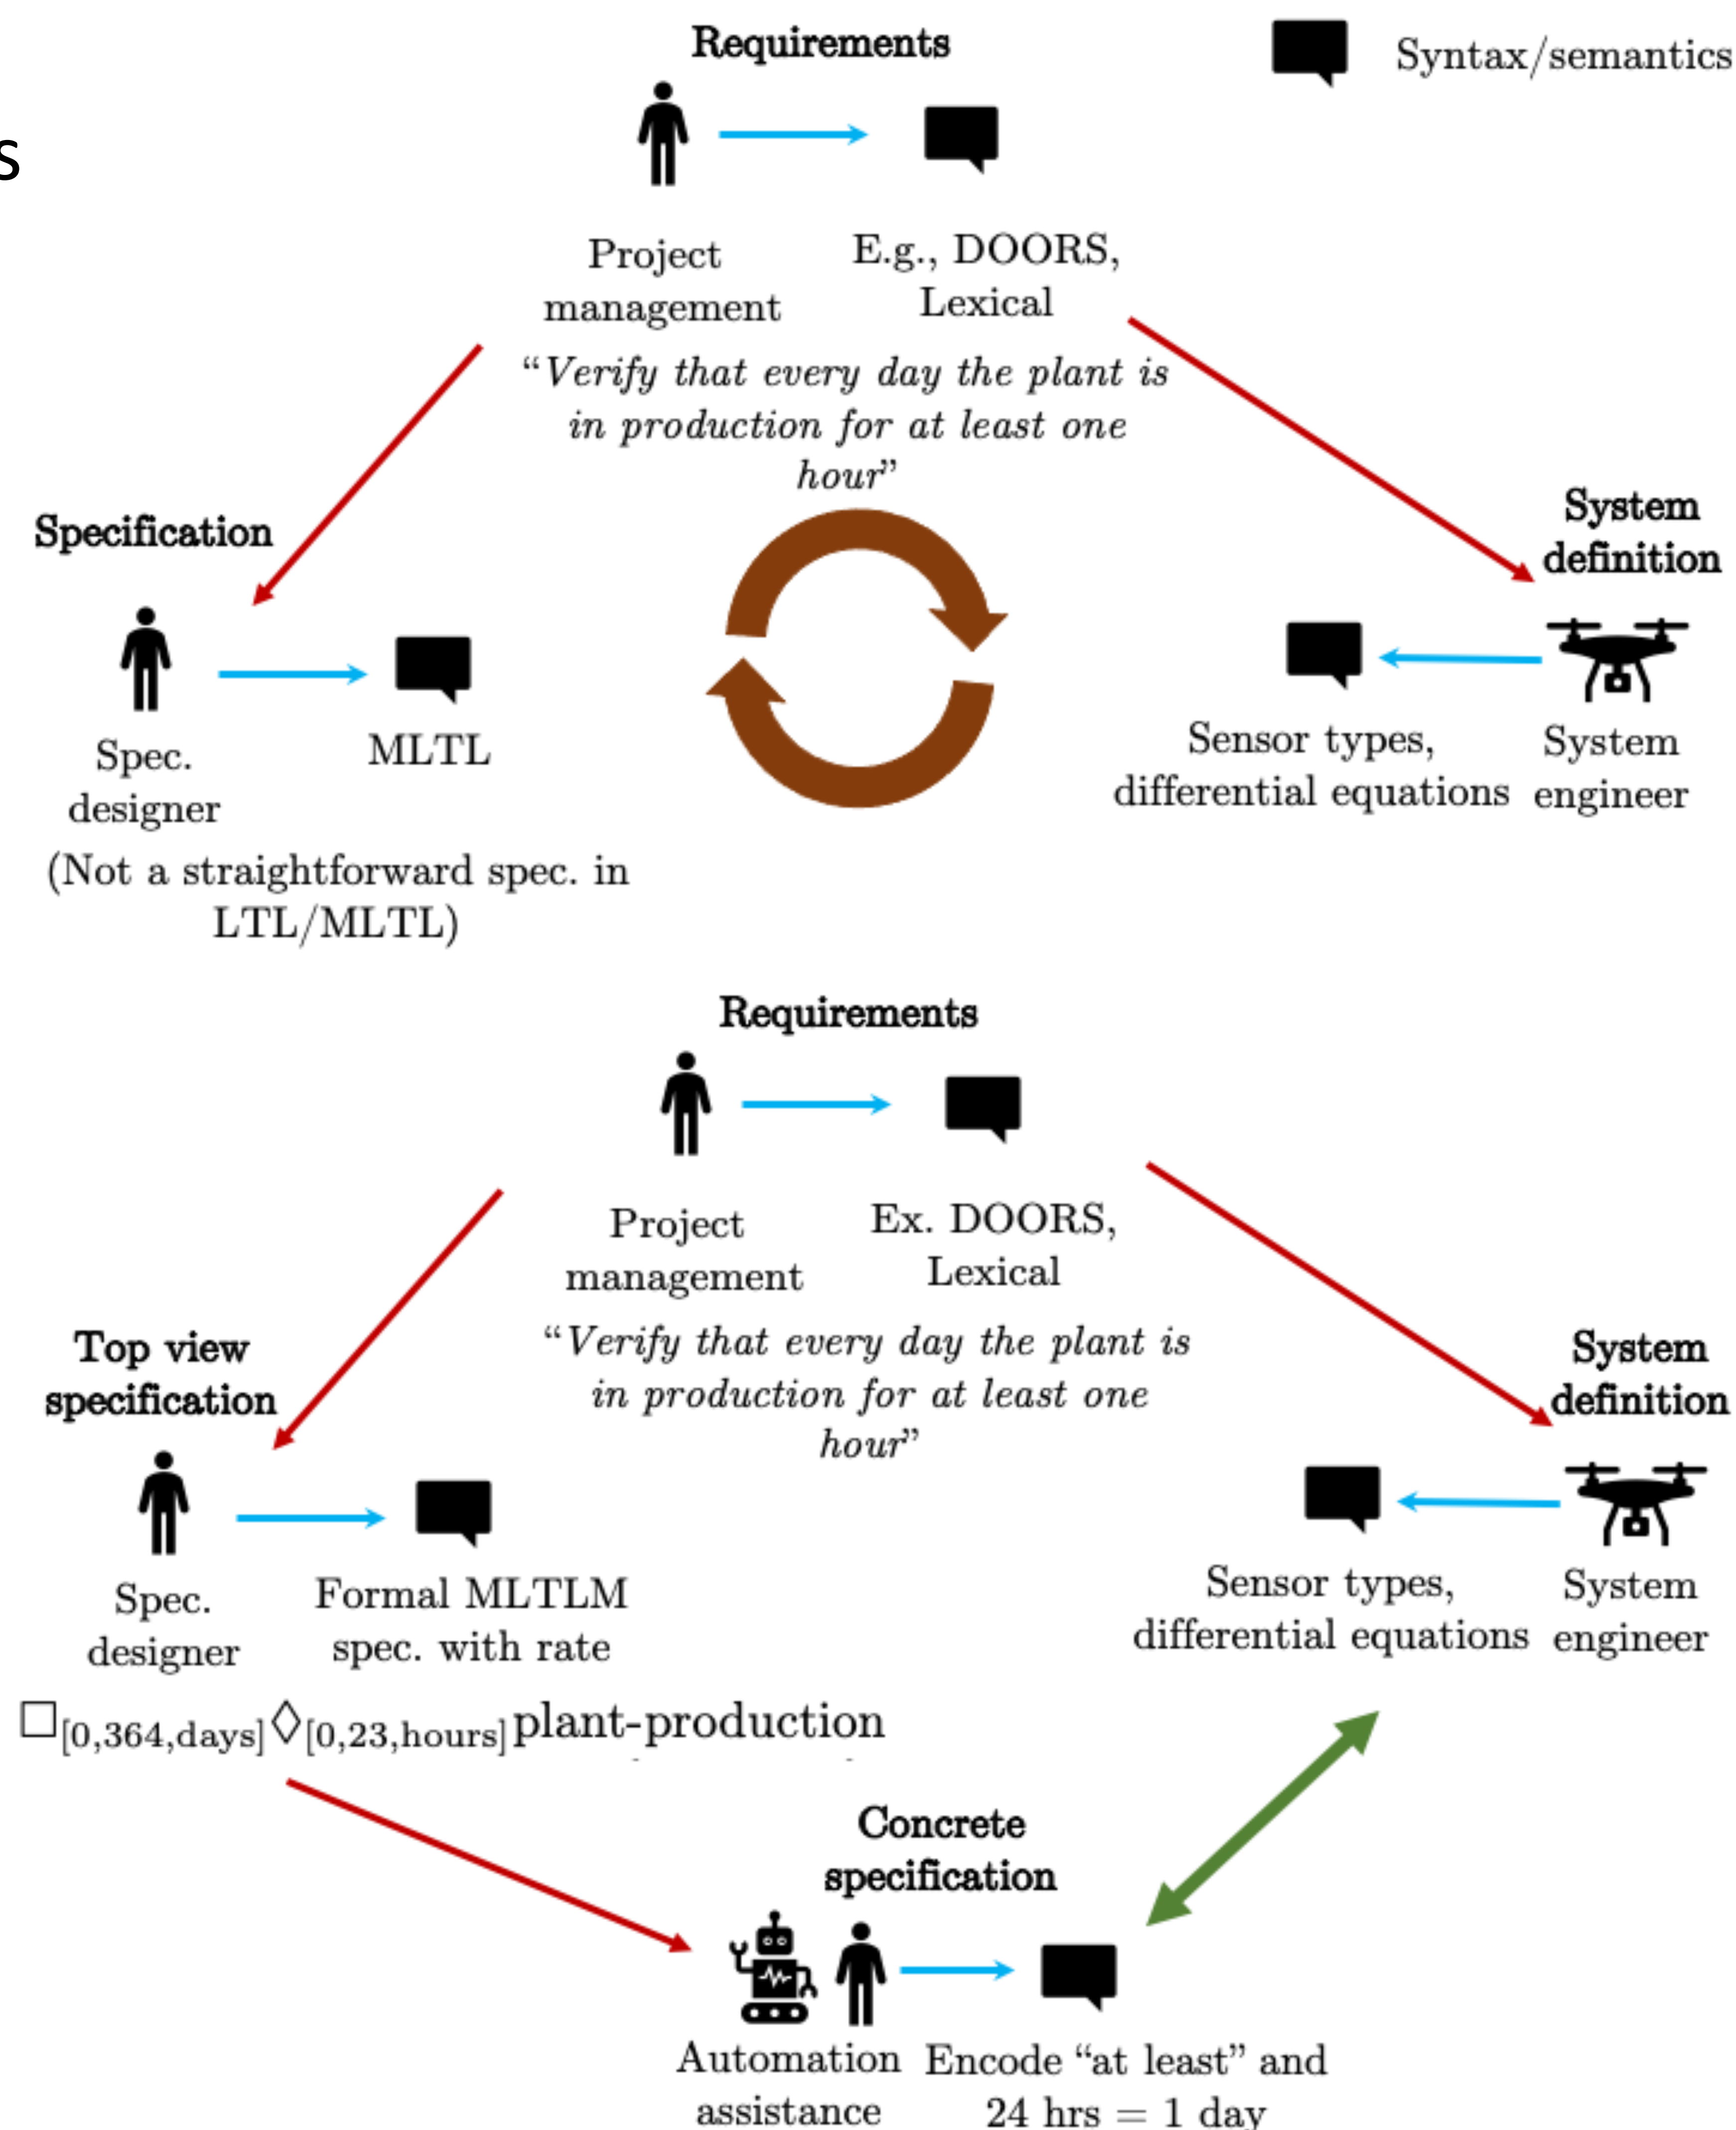 Requirements
Syntax/semantics
s
Project
management
E.g., DOORS,
Lexical
“Verify that every day the plant is
in production for at least one
hour”
Specification
System
definition
Spec.
designer
MLTL
Sensor types,
differential equations
System
engineer
(Not a straightforward spec. in
LTL/MLTL)
Requirements
Project
management
Ex. DOORS,
Lexical
“Verify that every day the plant is
in production for at least one
hour”
Top view
specification
System
definition
Spec.
designer
Formal MLTLM
spec. with rate
Sensor types,
differential equations
System
engineer
□[0,364,days]◇[0,23,hours]plant-production
Concrete
specification
Automation
assistance
Encode “at least” and
24 hrs = 1 day